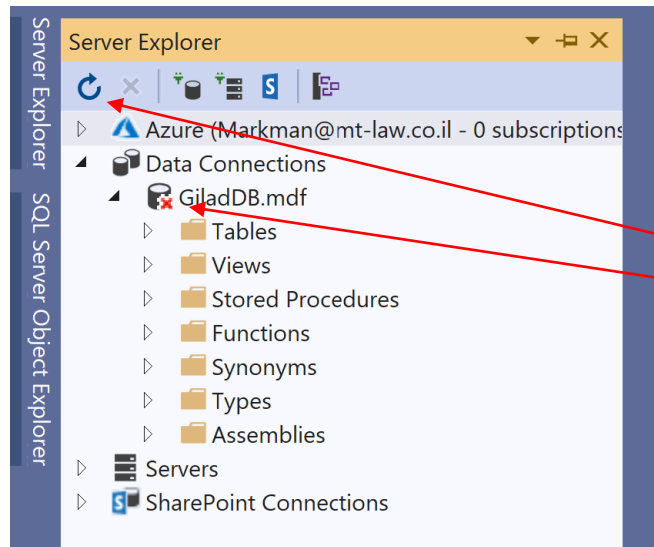 Server Explorer
SQL Server Object Explorer
Server Explorer
Azure (Markman@mt-law.co.il - 0 subscriptions
Data Connections
GiladDB.mdf
Tables
Views
Stored Procedures
Functions
Synonyms
Types
Assemblies
Servers
SharePoint Connections